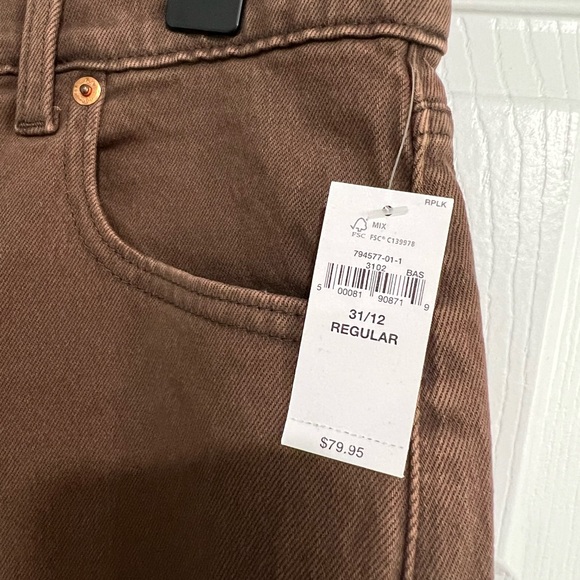 RPLK
MIX
FSC FSC® C139978
794577-01-1
3102 BAS
5 00081 90871 9
31/12
REGULAR
$79.95